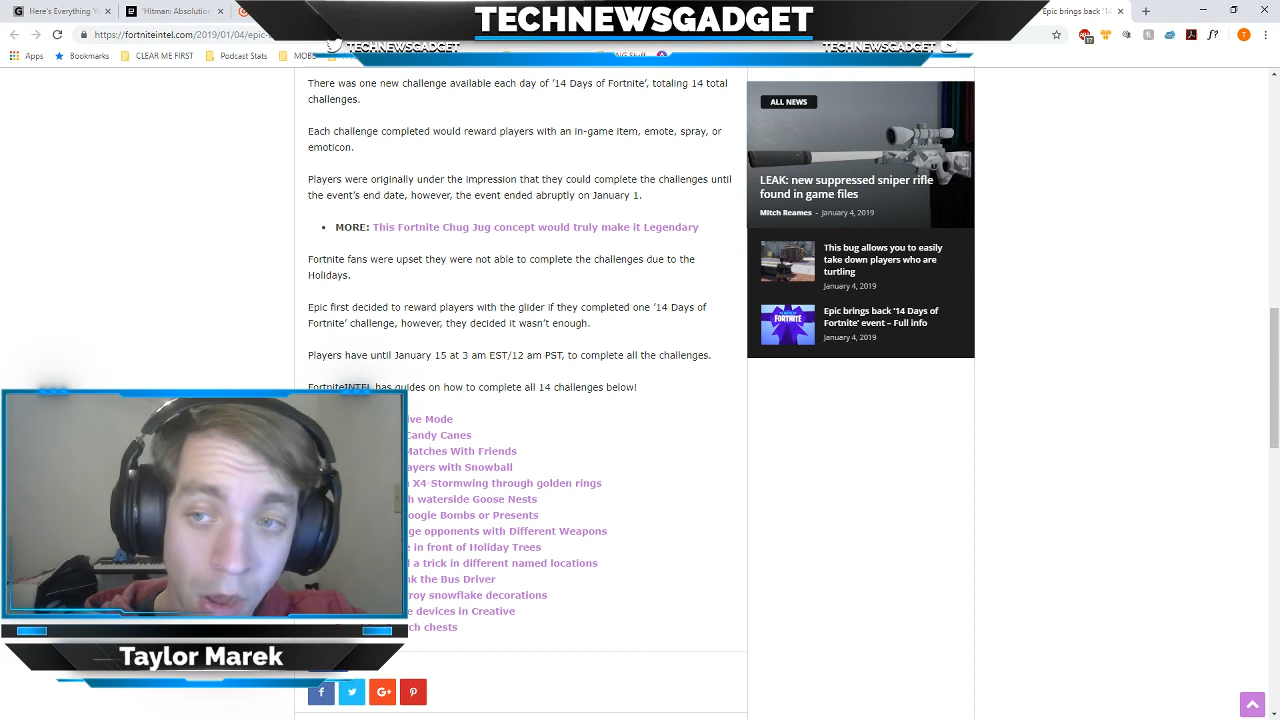 Here's Everything Y
'Hitman: Absolution
Epic brings back '14
TECHNEWSGADGET
https://fortniteintel.com/2019/01/04/epic-
TECHNEWSGADGET
TECHNEWSGADGET
17
T
Apps
Bookmarks
CLEAR ME FIRST
Podcast Stats
There was one new challenge available each day of '14 Days of Fortnite', totaling 14 total
challenges.
Each challenge completed would reward players with an in-game item, emote, spray, or
emoticon.
Players were originally under the impression that they could complete the challenges until
the event's end date, however, the event ended abruptly on January 1.
• MORE: This Fortnite Chug Jug concept would truly make it Legendary
Fortnite fans were upset they were not able to complete the challenges due to the
Holidays.
Epic first decided to reward players with the glider if they completed one '14 Days of
Fortnite' challenge, however, they decided it wasn't enough.
Players have until January 15 at 3 am EST/12 am PST, to complete all the challenges.
FortniteINTEL has guides on how to complete all 14 challenges below!
ive Mode
Candy Canes
Matches With Friends
ayers with Snowball
X4-Stormwing through golden rings
h waterside Goose Nests
oogie Bombs or Presents
ge opponents with Different Weapons
e in front of Holiday Trees
l a trick in different named locations
nk the Bus Driver
roy snowflake decorations
e devices in Creative
ch chests
ALL NEWS
LEAK: new suppressed sniper rifle
found in game files
Mitch Reames - January 4, 2019
This bug allows you to easily
take down players who are
turtling
January 4, 2019
FORTNITE
Epic brings back '14 Days of
Fortnite' event – Full info
January 4, 2019
Taylor Marek